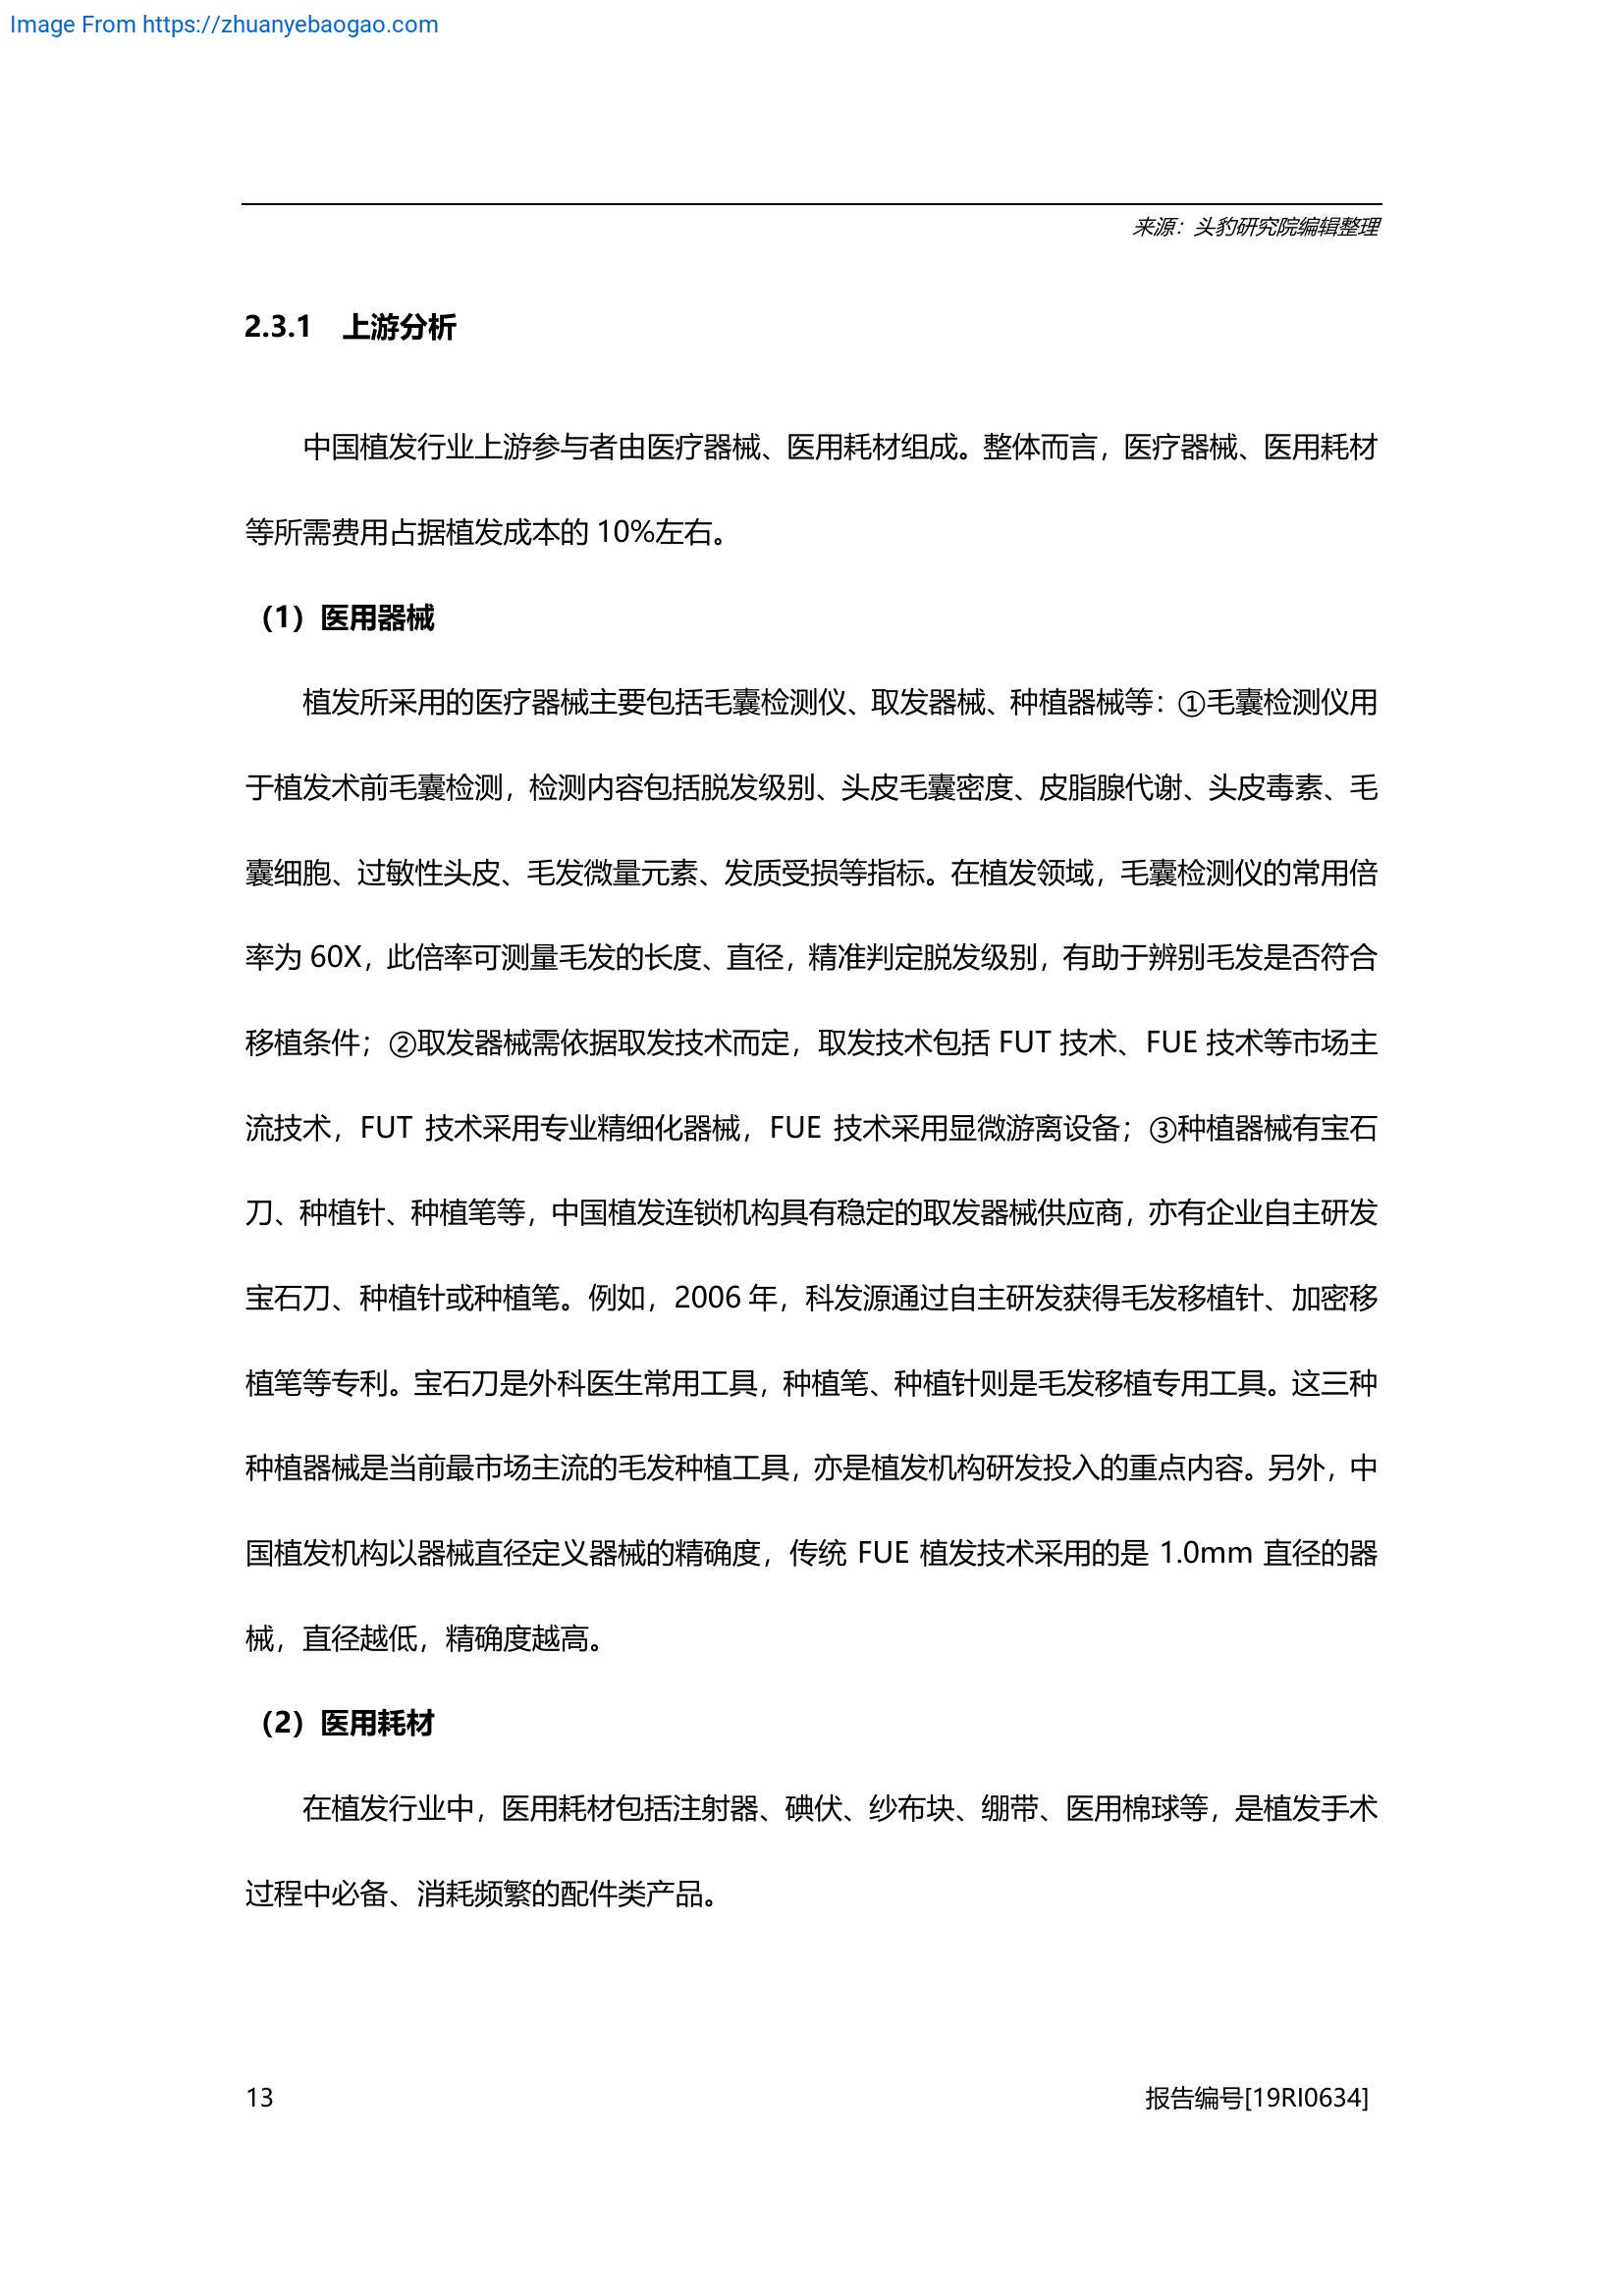 Image From https://zhuanyebaogao.com
来源：头豹研究院编辑整理
2.3.1 上游分析
中国植发行业上游参与者由医疗器械、医用耗材组成。整体而言，医疗器械、医用耗材
等所需费用占据植发成本的 10%左右。
（1）医用器械
植发所采用的医疗器械主要包括毛囊检测仪、取发器械、种植器械等：①毛囊检测仪用
于植发术前毛囊检测，检测内容包括脱发级别、头皮毛囊密度、皮脂腺代谢、头皮毒素、毛
囊细胞、过敏性头皮、毛发微量元素、发质受损等指标。在植发领域，毛囊检测仪的常用倍
率为 60X，此倍率可测量毛发的长度、直径，精准判定脱发级别，有助于辨别毛发是否符合
移植条件；②取发器械需依据取发技术而定，取发技术包括 FUT 技术、FUE 技术等市场主
流技术，FUT 技术采用专业精细化器械，FUE 技术采用显微游离设备；③种植器械有宝石
刀、种植针、种植笔等，中国植发连锁机构具有稳定的取发器械供应商，亦有企业自主研发
宝石刀、种植针或种植笔。例如，2006 年，科发源通过自主研发获得毛发移植针、加密移
植笔等专利。宝石刀是外科医生常用工具，种植笔、种植针则是毛发移植专用工具。这三种
种植器械是当前最市场主流的毛发种植工具，亦是植发机构研发投入的重点内容。另外，中
国植发机构以器械直径定义器械的精确度，传统 FUE 植发技术采用的是 1.0mm 直径的器
械，直径越低，精确度越高。
（2）医用耗材
在植发行业中，医用耗材包括注射器、碘伏、纱布块、绷带、医用棉球等，是植发手术
过程中必备、消耗频繁的配件类产品。
13 报告编号[19RI0634]